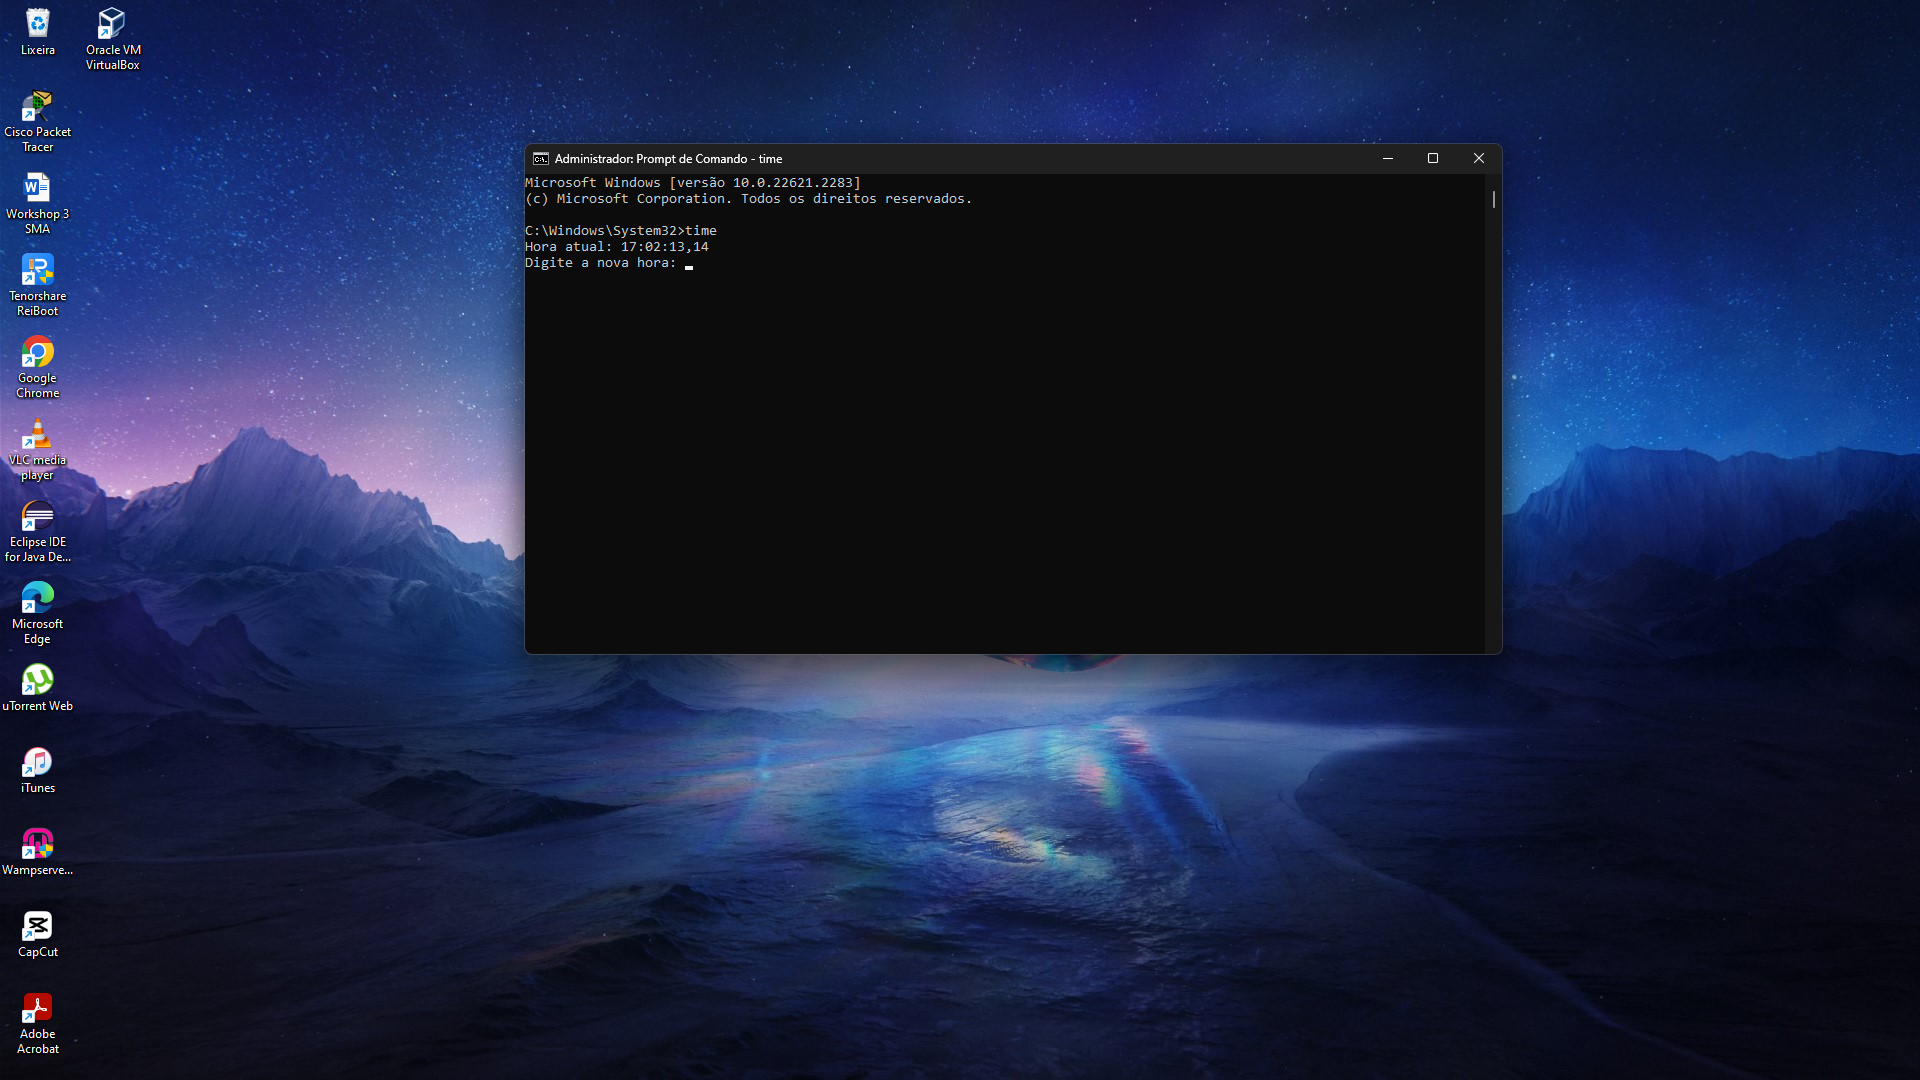 Lixeira
Oracle VM
VirtualBox
Cisco Packet
Tracer
Workshop 3
SMA
Tenorshare
ReiBoot
Google
Chrome
VLC media
player
Eclipse IDE
for Java De...
Microsoft
Edge
uTorrent Web
iTunes
Wampserve...
CapCut
Adobe
Acrobat
Administrador: Prompt de Comando - time
Microsoft Windows [versão 10.0.22621.2283]
(c) Microsoft Corporation. Todos os direitos reservados.
C:\Windows\System32>time
Hora atual: 17:02:13,14
Digite a nova hora: